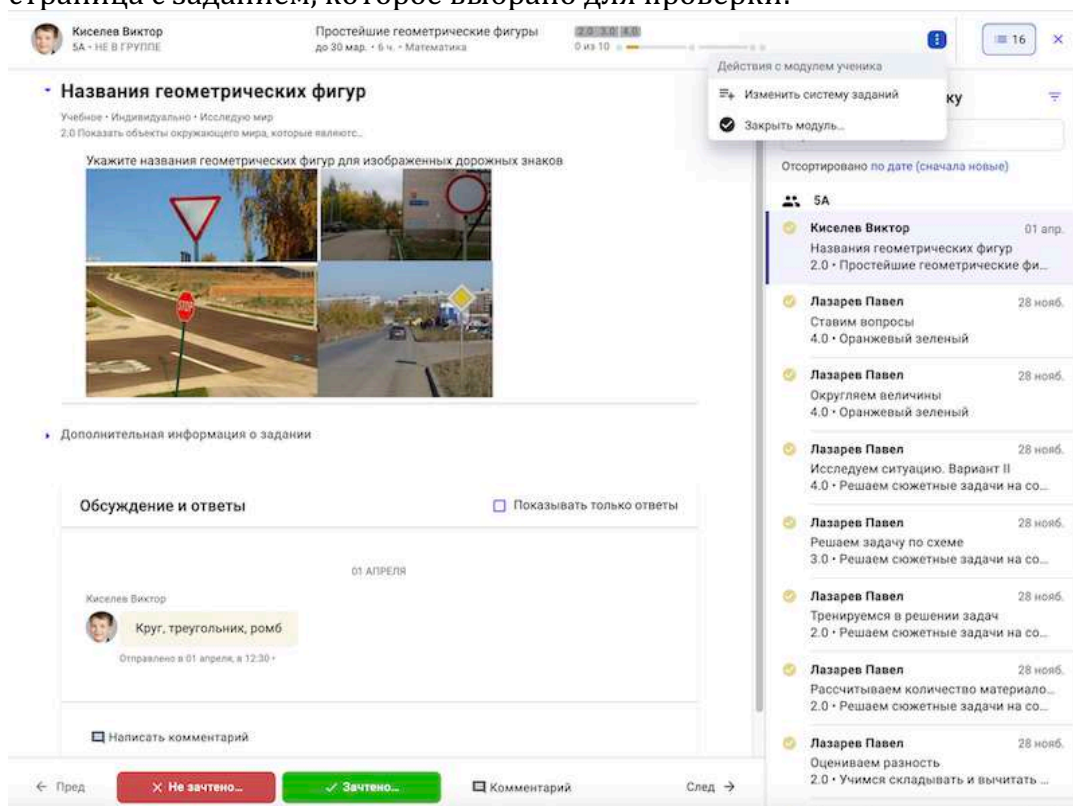 страница с заданием, которое выбрано для проверки.
Киселев Виктор
5А • НЕ В ГРУППЕ
Простейшие геометрические фигуры
до 30 мар. • 6 ч. • Математика
2.0 3.0 4.0
0 из 10
16
Действия с модулем ученика
Изменить систему заданий
Закрыть модуль...
ку
Названия геометрических фигур
Учебное • Индивидуально • Исследую мир
2.0 Показать объекты окружающего мира, которые являютс...
Укажите названия геометрических фигур для изображенных дорожных знаков
STOP
Дополнительная информация о задании
Обсуждение и ответы
Показывать только ответы
01 АПРЕЛЯ
Киселев Виктор
Круг, треугольник, ромб
Отправлено в 01 апреля, в 12:30 •
Написать комментарий
← Пред
Не зачтено...
Зачтено...
Комментарий
След →
Отсортировано по дате (сначала новые)
5А
Киселев Виктор 01 апр.
Названия геометрических фигур
2.0 • Простейшие геометрические фи...
Лазарев Павел 28 нояб.
Ставим вопросы
4.0 • Оранжевый зеленый
Лазарев Павел 28 нояб.
Округляем величины
4.0 • Оранжевый зеленый
Лазарев Павел 28 нояб.
Исследуем ситуацию. Вариант II
4.0 • Решаем сюжетные задачи на со...
Лазарев Павел 28 нояб.
Решаем задачу по схеме
3.0 • Решаем сюжетные задачи на со...
Лазарев Павел 28 нояб.
Тренируемся в решении задач
2.0 • Решаем сюжетные задачи на со...
Лазарев Павел 28 нояб.
Рассчитываем количество материало...
2.0 • Решаем сюжетные задачи на со...
Лазарев Павел 28 нояб.
Оцениваем разность
2.0 • Учимся складывать и вычитать ...